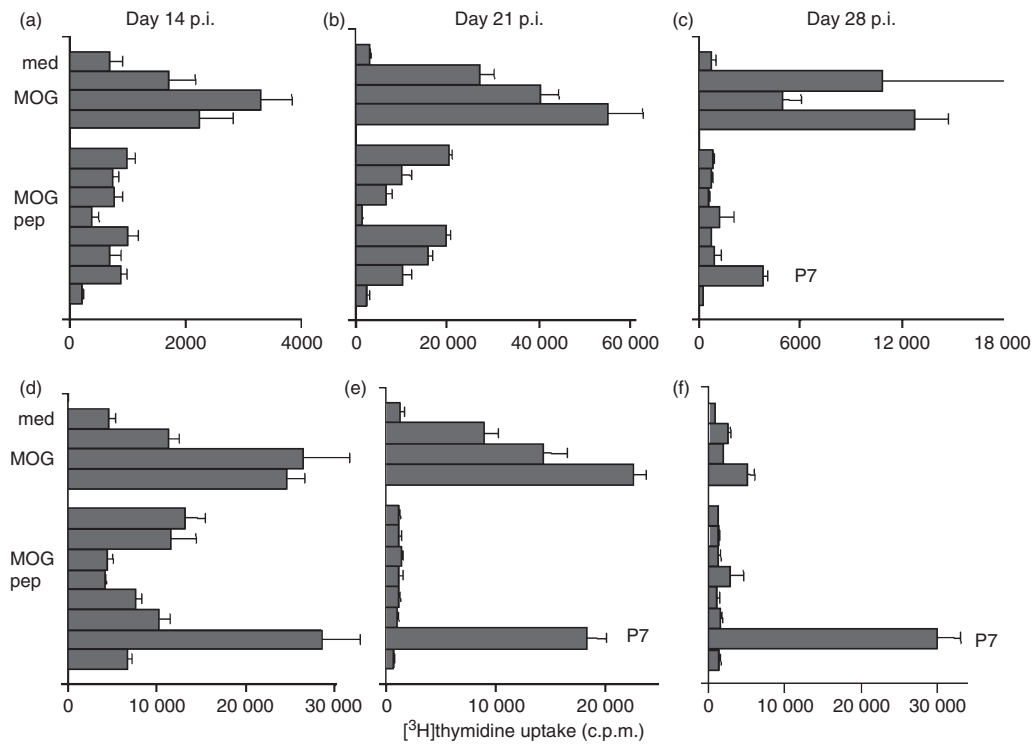 (a) Day 14 p.i.
(b) Day 21 p.i.
(c) Day 28 p.i.
med
MOG
MOG
pep
P7
0 2000 4000
0 20 000 40 000 60 000
0 6000 12 000 18 000
(d)
(e)
(f)
med
MOG
MOG
pep
P7
P7
0 10 000 20 000 30 000
0 10 000 20 000
0 10 000 20 000 30 000
[³H]thymidine uptake (c.p.m.)